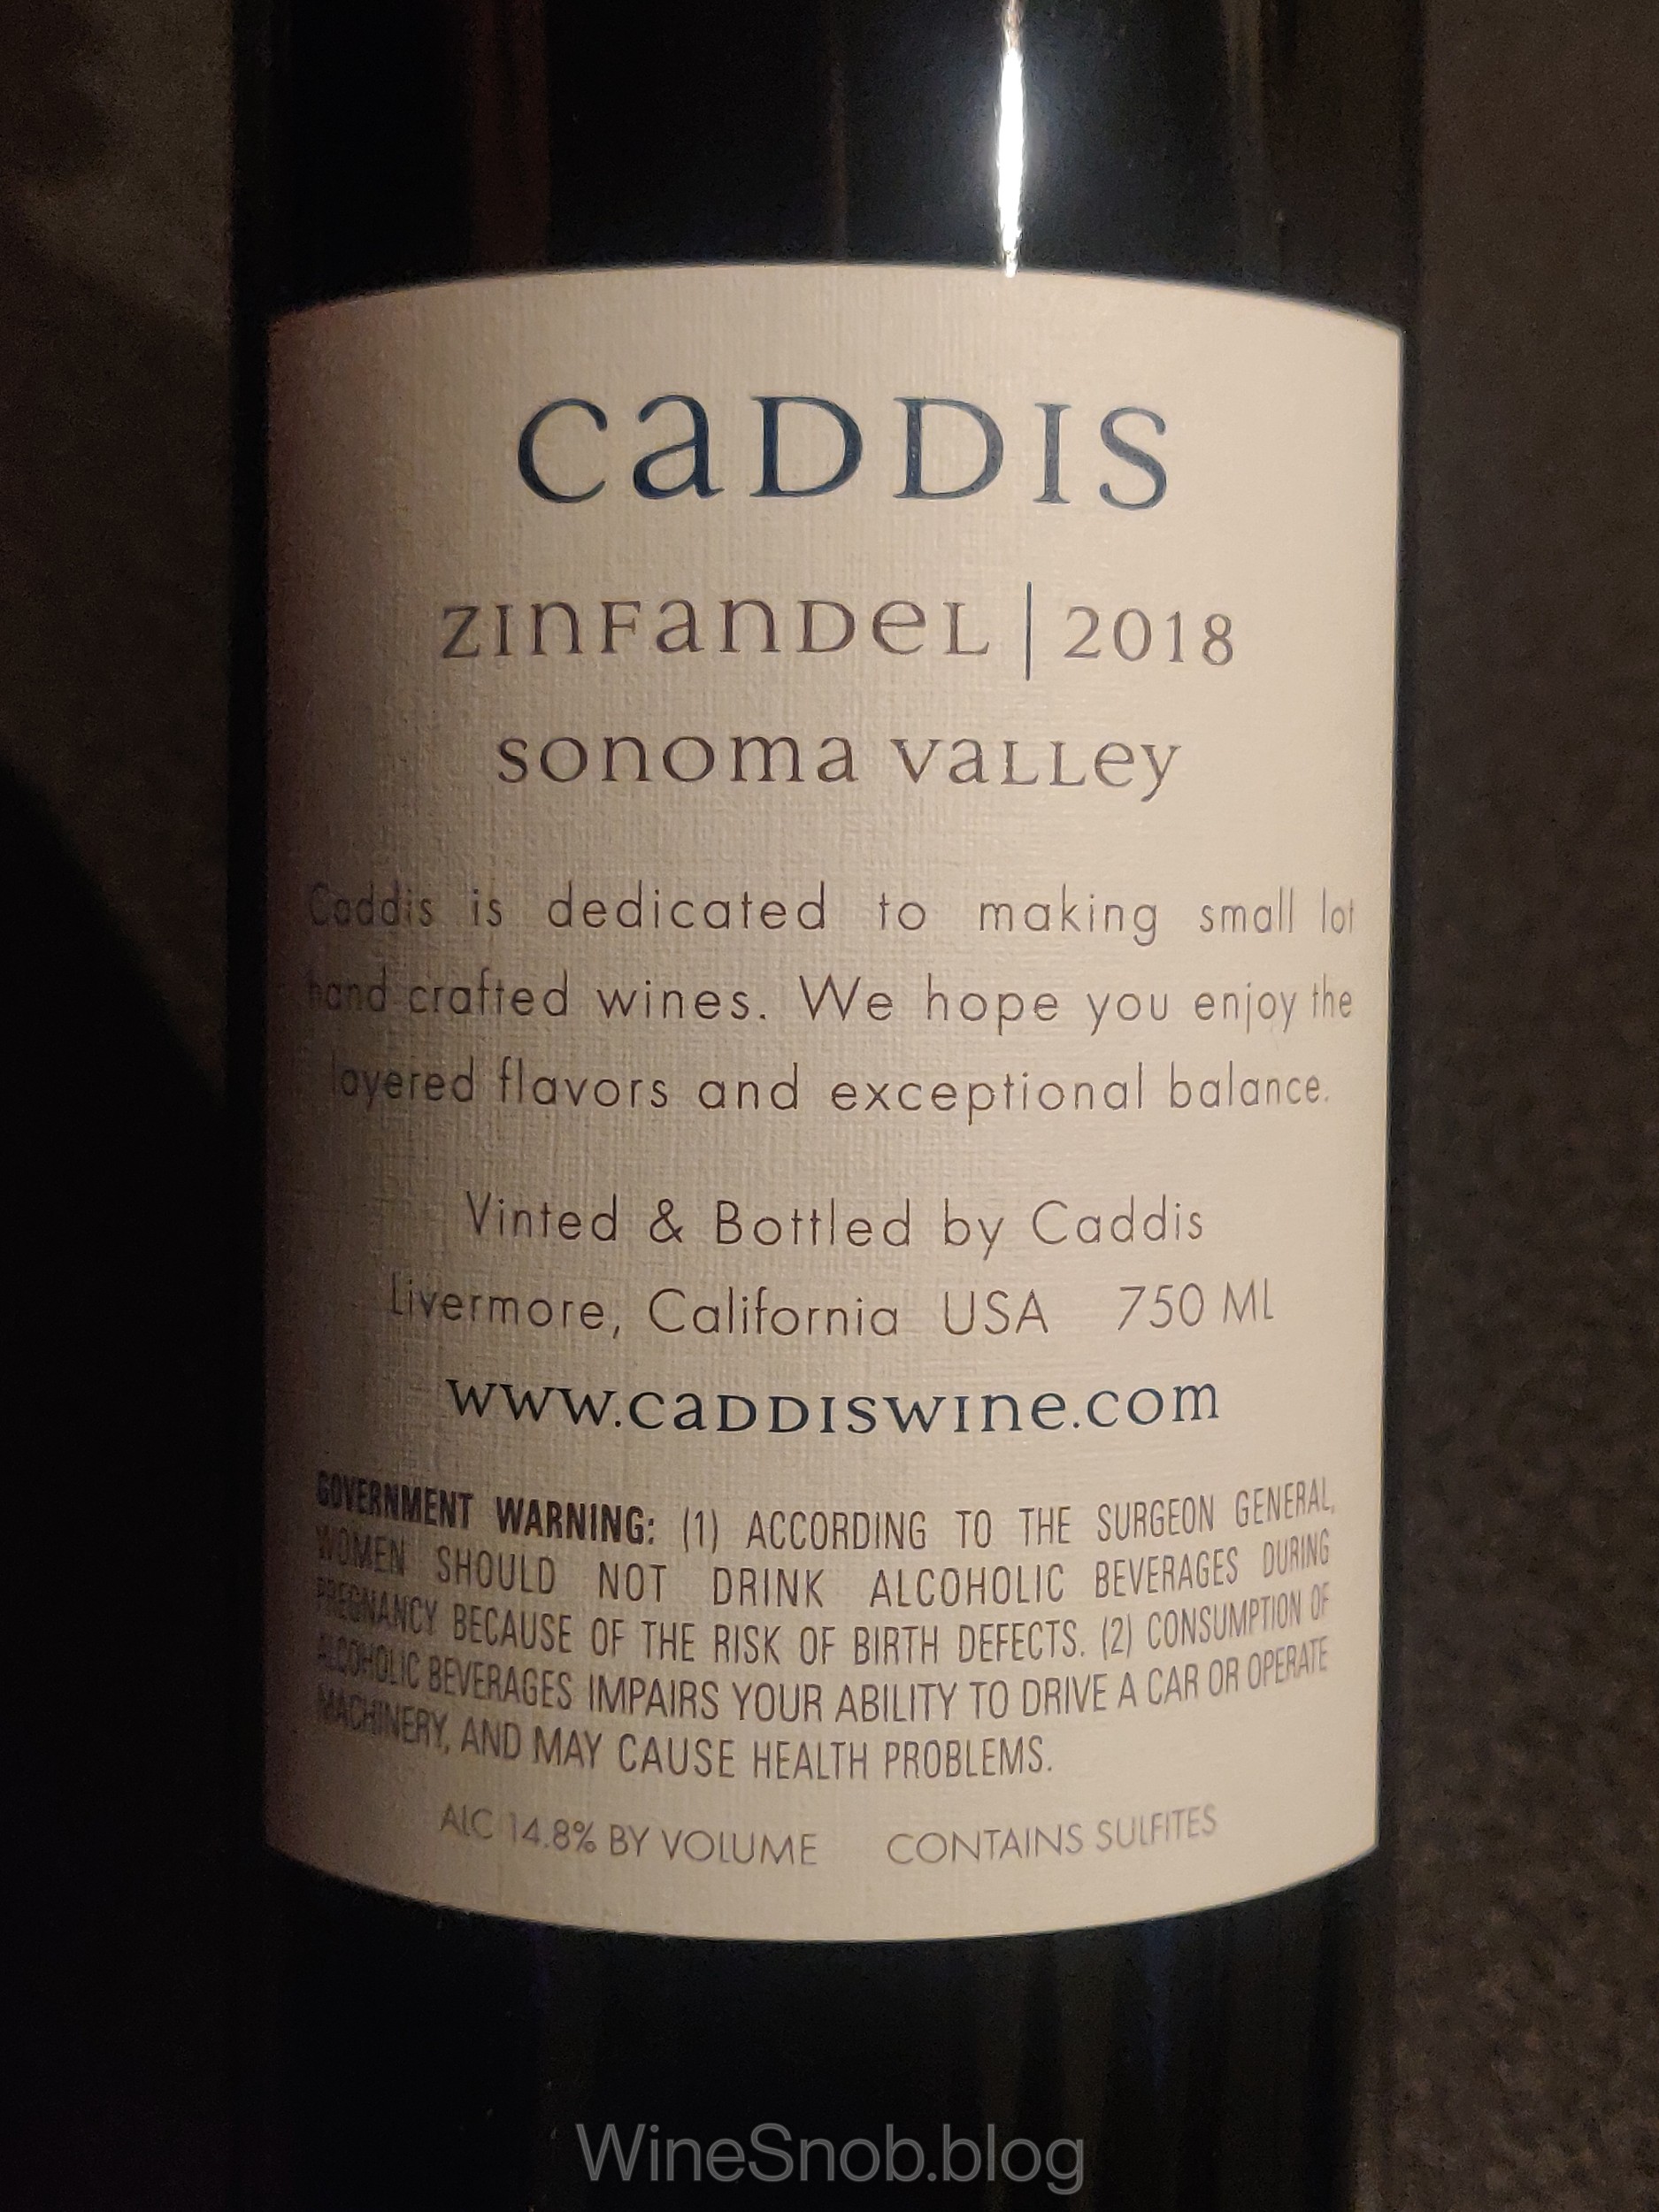 CADDIS
ZINFANDEL | 2018
SONOMA VALLEY
Caddis is dedicated to making small lot
hand crafted wines. We hope you enjoy the
layered flavors and exceptional balance.
Vinted & Bottled by Caddis
Livermore, California USA 750 ML
www.caddiswine.com
GOVERNMENT WARNING: (1) ACCORDING TO THE SURGEON GENERAL,
WOMEN SHOULD NOT DRINK ALCOHOLIC BEVERAGES DURING
PREGNANCY BECAUSE OF THE RISK OF BIRTH DEFECTS. (2) CONSUMPTION OF
ALCOHOLIC BEVERAGES IMPAIRS YOUR ABILITY TO DRIVE A CAR OR OPERATE
MACHINERY, AND MAY CAUSE HEALTH PROBLEMS.
ALC 14.8% BY VOLUME CONTAINS SULFITES
WineSnob.blog